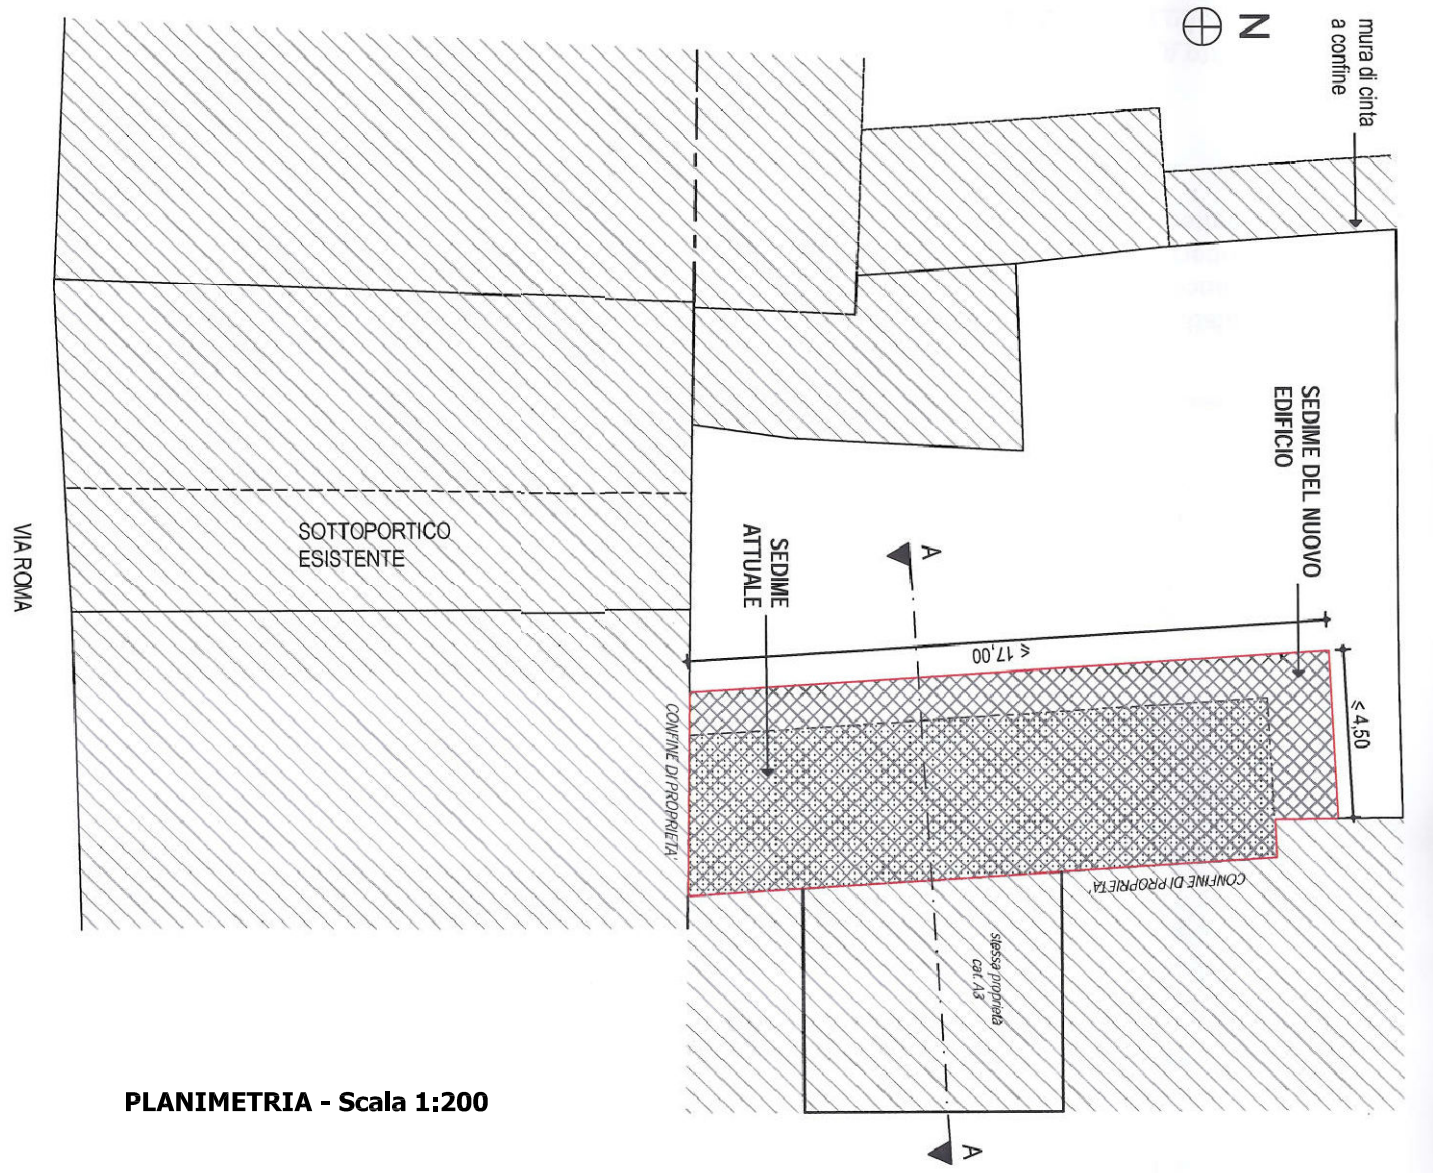 N
mura di cinta
a confine
SEDIME DEL NUOVO
EDIFICIO
SOTTOPORTICO
ESISTENTE
VIA ROMA
SEDIME
ATTUALE
A
≤ 17,00
≤ 4,50
CONFINE DI PROPRIETA'
CONFINE DI PROPRIETA'
stessa proprietà
cat. A3
A
PLANIMETRIA - Scala 1:200